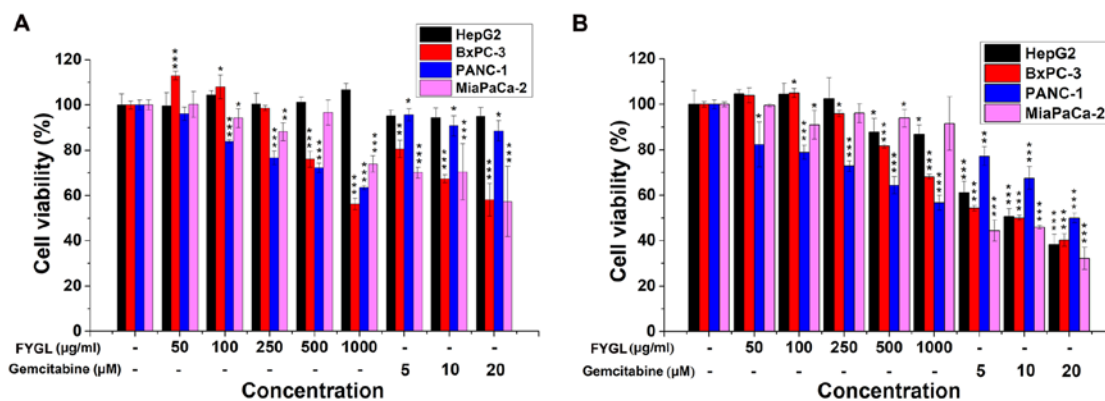 A
HepG2
BxPC-3
PANC-1
MiaPaCa-2
120
100
80
60
40
20
0
Cell viability (%)
*** * *** * *** ** *** *** *** *** *** *** * *** *** * *** *** * *** ***
FYGL (μg/ml) - 50 100 250 500 1000 - - -
Gemcitabine (μM) - - - - - - 5 10 20
Concentration
B
HepG2
BxPC-3
PANC-1
MiaPaCa-2
120
100
80
60
40
20
0
Cell viability (%)
* * *** * * *** * *** *** * * *** *** *** *** *** *** *** *** *** *** *** *** *** *** ***
FYGL (μg/ml) - 50 100 250 500 1000 - - -
Gemcitabine (μM) - - - - - - 5 10 20
Concentration